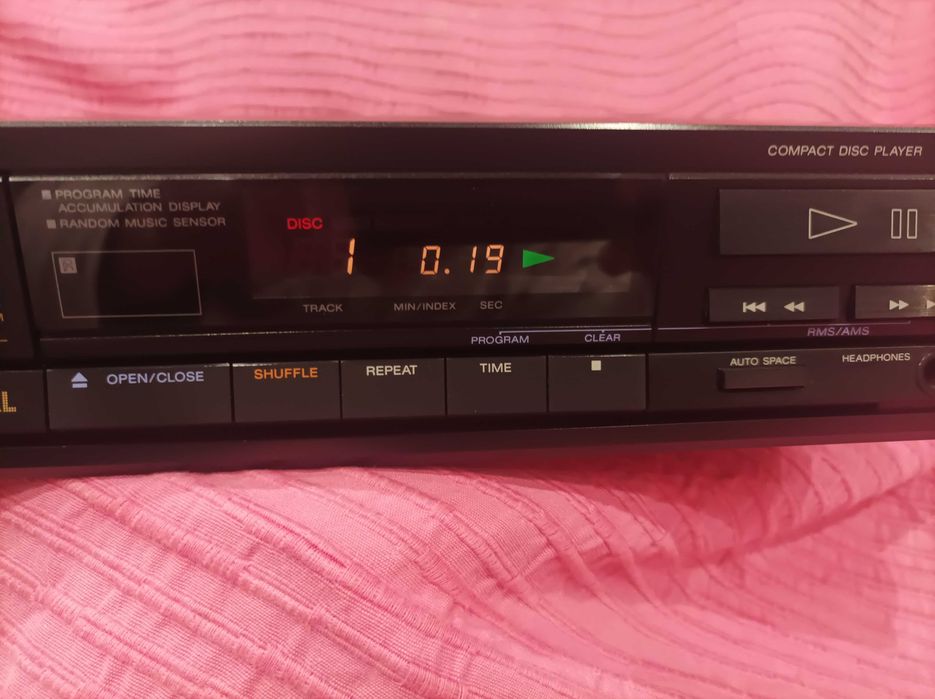 COMPACT DISC PLAYER
PROGRAM TIME
ACCUMULATION DISPLAY
RANDOM MUSIC SENSOR
DISC
1 0.19
TRACK MIN/INDEX SEC
PROGRAM CLEAR
RMS/AMS
OPEN/CLOSE SHUFFLE REPEAT TIME
AUTO SPACE HEADPHONES